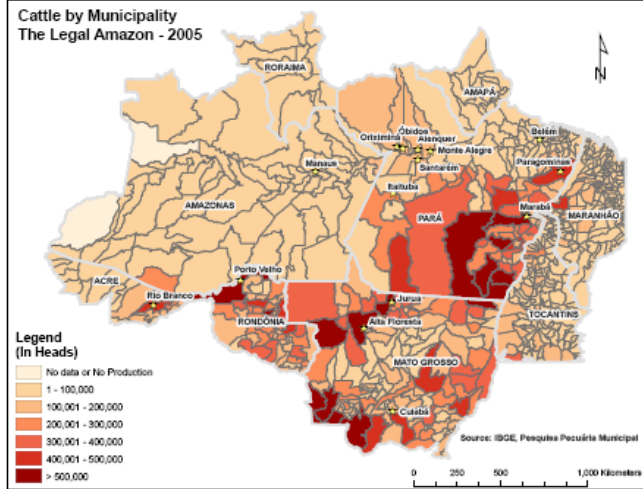 Cattle by Municipality
The Legal Amazon - 2005
N
RORAIMA
AMAPÁ
Óbidos
Oriximiná
Alenquer
Belém
Monte Alegre
Manaus
Santarém
Paragominas
Itaituba
AMAZONAS
PARÁ
Marabá
MARANHÃO
ACRE
Porto Velho
Rio Branco
Juruá
TOCANTINS
RONDÔNIA
Alta Floresta
MATO GROSSO
Cuiabá
Legend
(In Heads)
No data or No Production
1 - 100,000
100,001 - 200,000
200,001 - 300,000
300,001 - 400,000
400,001 - 500,000
> 500,000
Source: IBGE, Pesquisa Pecuária Municipal
0 250 500 1,000 Kilometers